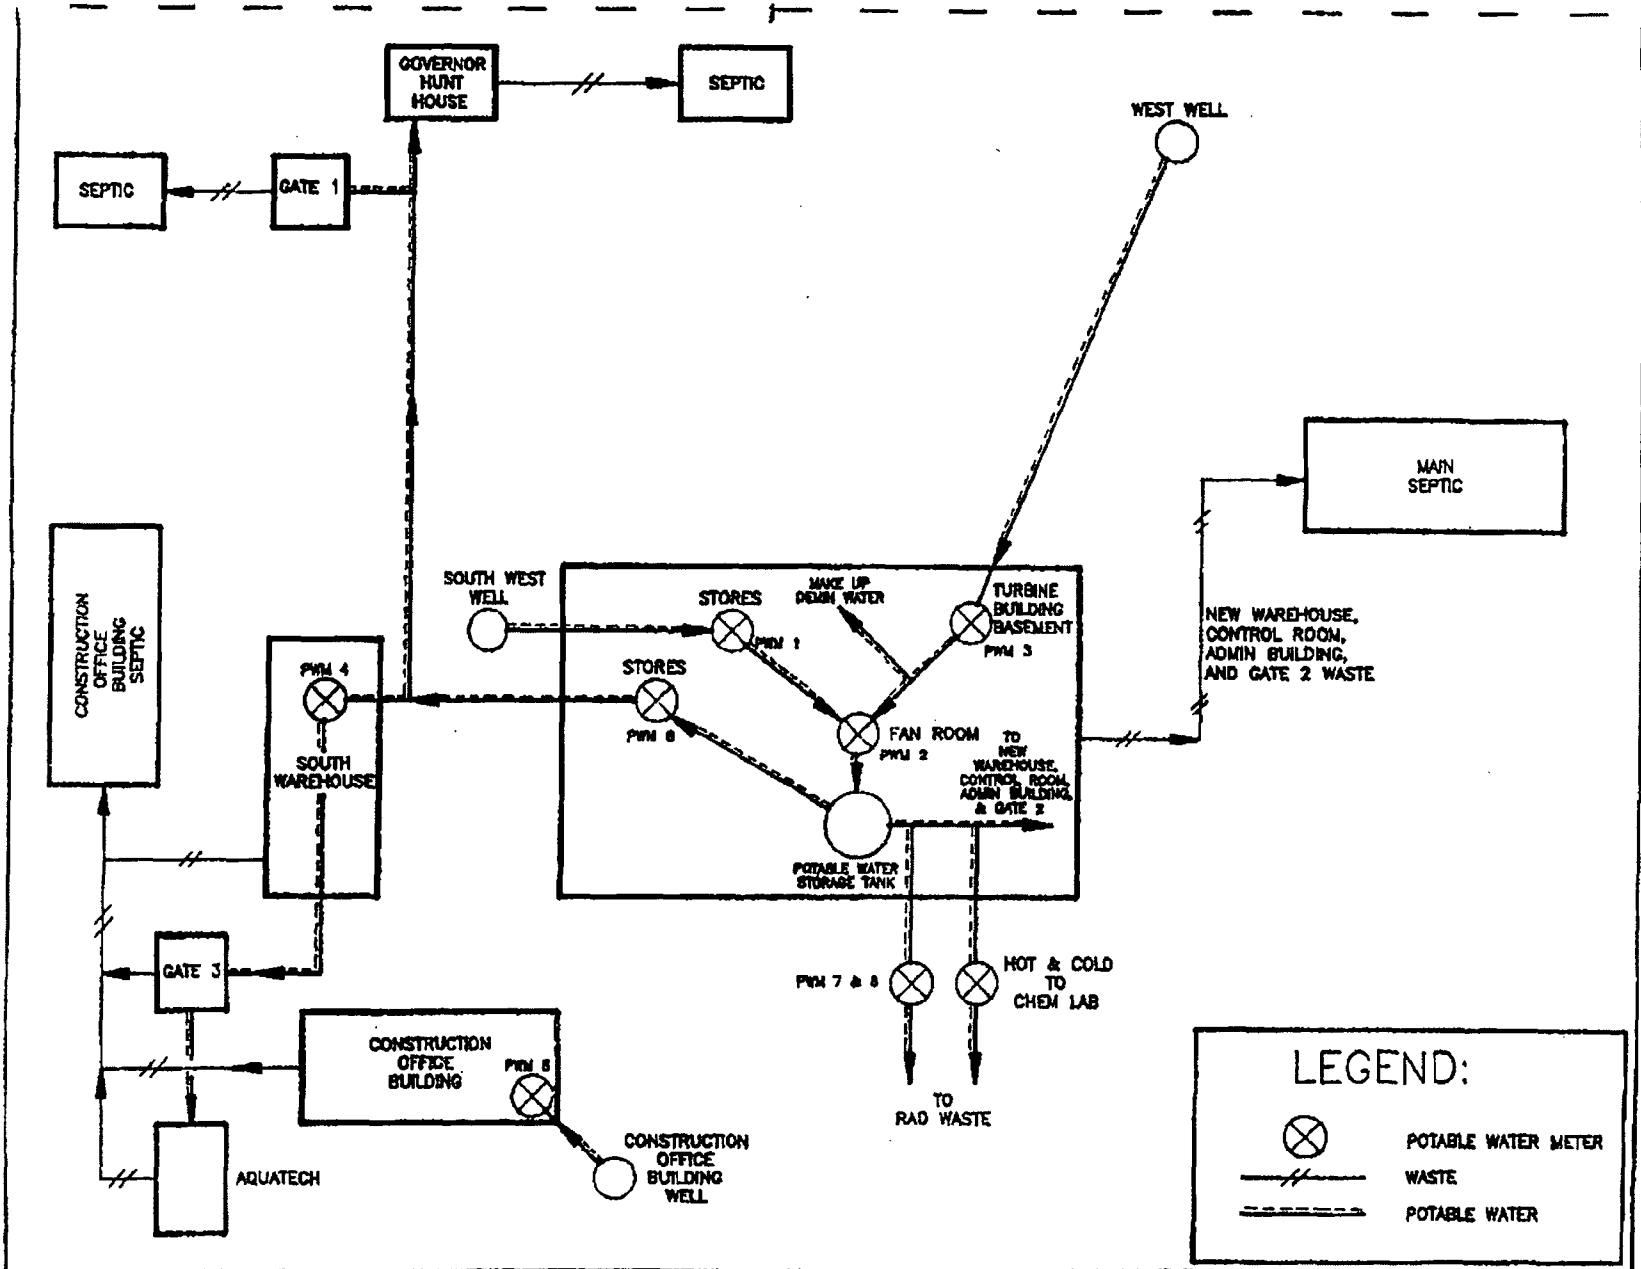 GOVERNOR
HUNT
HOUSE
SEPTIC
WEST WELL
SEPTIC
GATE 1
MAIN
SEPTIC
CONSTRUCTION
OFFICE
BUILDING
SEPTIC
SOUTH WEST
WELL
STORES
PWM 1
MAKE UP
DEMIN WATER
TURBINE
BUILDING
BASEMENT
PWM 3
NEW WAREHOUSE,
CONTROL ROOM,
ADMIN BUILDING,
AND GATE 2 WASTE
PWM 4
SOUTH
WAREHOUSE
STORES
PWM 6
FAN ROOM
PWM 2
TO
NEW
WAREHOUSE,
CONTROL ROOM,
ADMIN BUILDING,
& GATE 2
POTABLE WATER
STORAGE TANK
GATE 3
PWM 7 & 8
HOT & COLD
TO
CHEM LAB
CONSTRUCTION
OFFICE
BUILDING
PWM 5
TO
RAD WASTE
AQUATECH
CONSTRUCTION
OFFICE
BUILDING
WELL
LEGEND:
POTABLE WATER METER
WASTE
POTABLE WATER